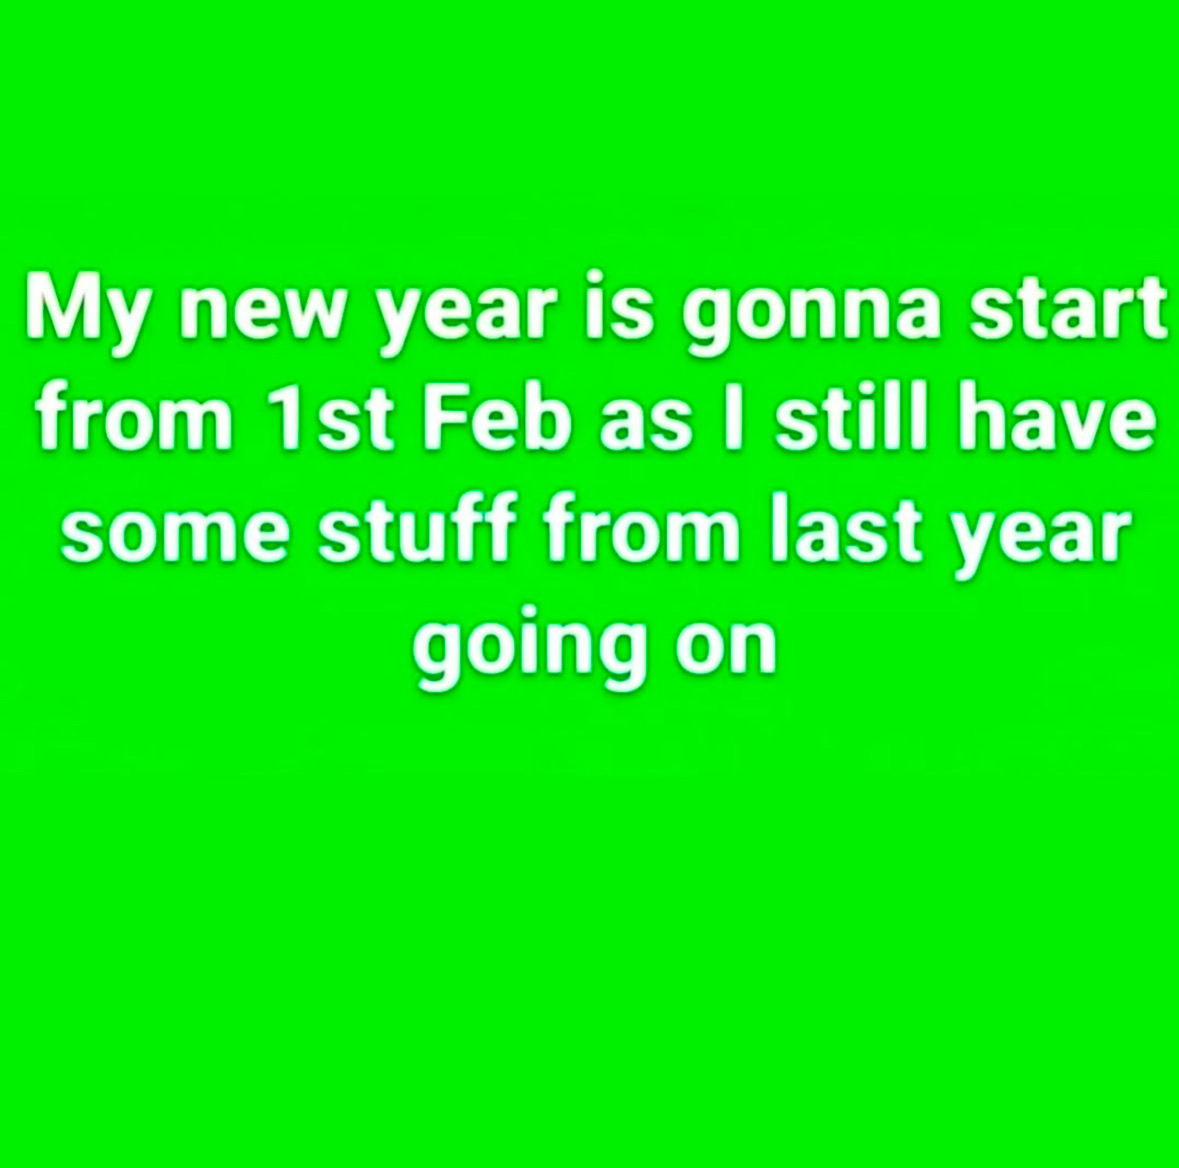 My new year is gonna start
from 1st Feb as I still have
some stuff from last year
going on